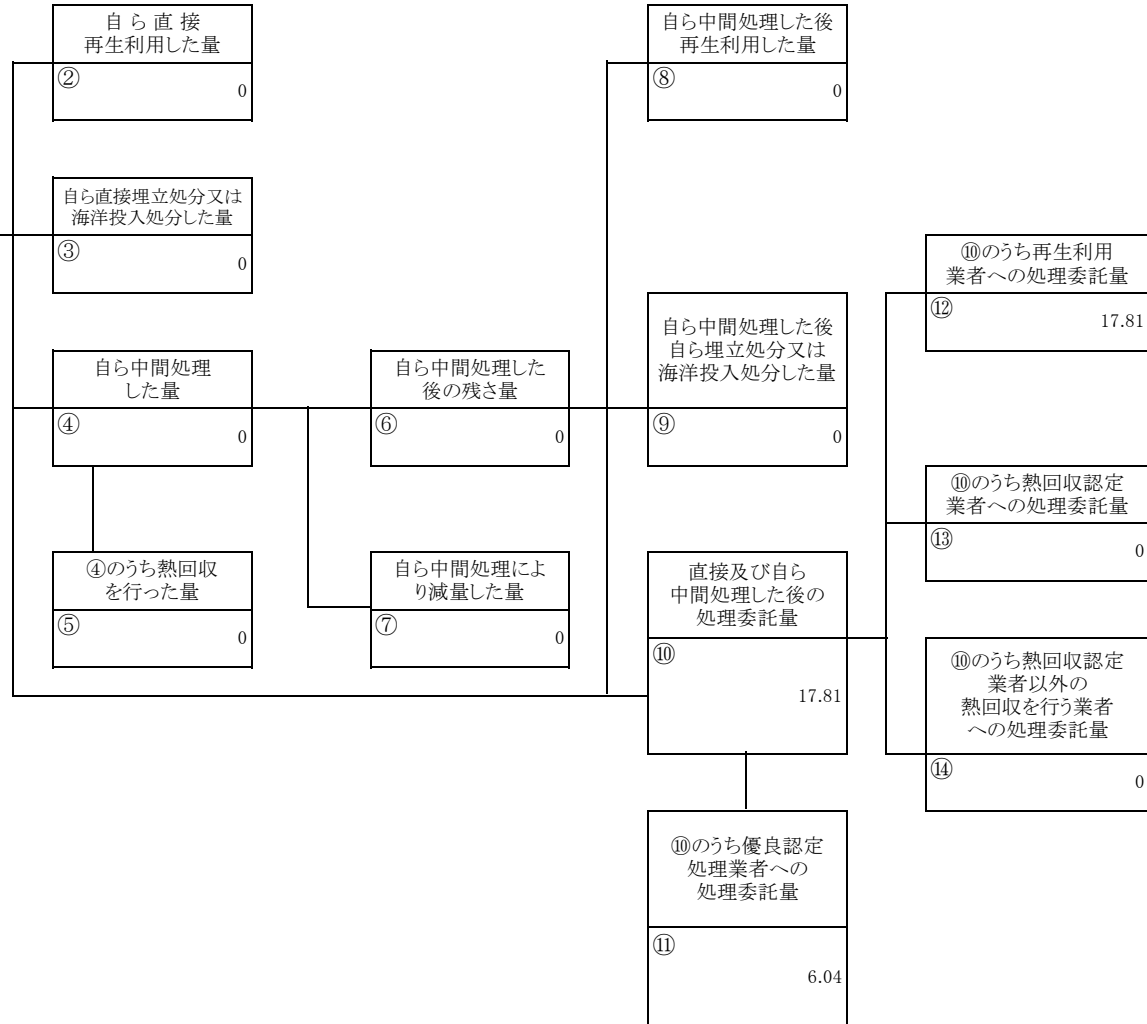 自 ら 直 接
再生利用した量
②
0
自ら直接埋立処分又は
海洋投入処分した量
③
0
自ら中間処理
した量
④
0
④のうち熱回収
を行った量
⑤
0
自ら中間処理した
後の残さ量
⑥
0
自ら中間処理によ
り減量した量
⑦
0
自ら中間処理した後
再生利用した量
⑧
0
自ら中間処理した後
自ら埋立処分又は
海洋投入処分した量
⑨
0
直接及び自ら
中間処理した後の
処理委託量
⑩
17.81
⑩のうち優良認定
処理業者への
処理委託量
⑪
6.04
⑩のうち再生利用
業者への処理委託量
⑫
17.81
⑩のうち熱回収認定
業者への処理委託量
⑬
0
⑩のうち熱回収認定
業者以外の
熱回収を行う業者
への処理委託量
⑭
0